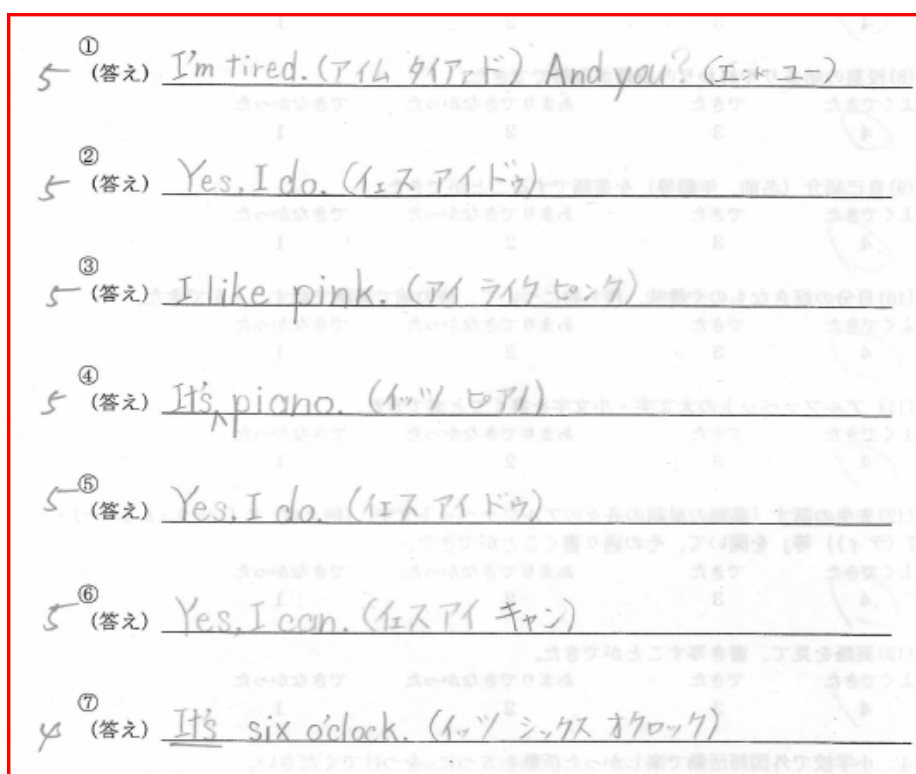 ①
5 (答え) I'm tired. (アイム タイアード) And you? (エンドユー)
②
5 (答え) Yes, I do. (イエス アイ ドゥ)
③
5 (答え) I like pink. (アイ ライク ピンク)
④
5 (答え) It's piano. (イッツ ピアノ)
⑤
5 (答え) Yes, I do. (イエス アイ ドゥ)
⑥
5 (答え) Yes, I can. (イエス アイ キャン)
⑦
4 (答え) It's six o'clock. (イッツ シックス オクロック)